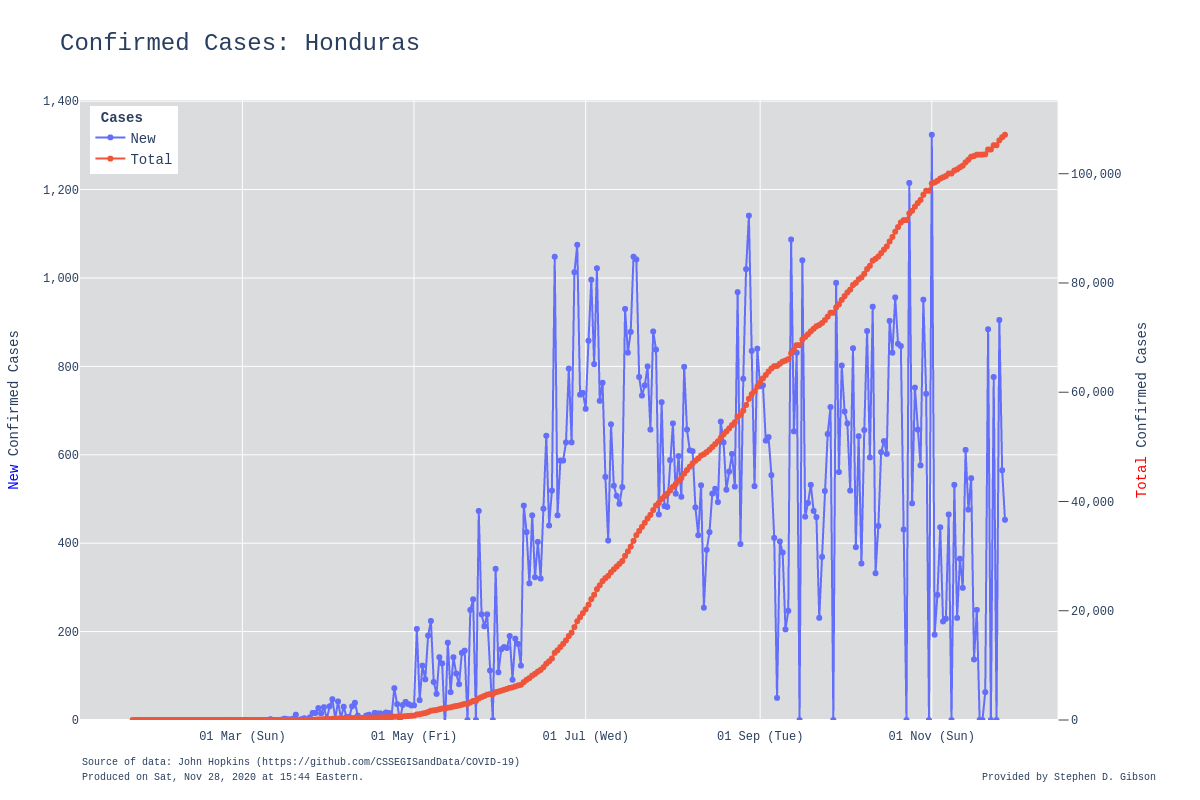 Confirmed Cases: Honduras
Cases
New
Total
1,400
1,200
1,000
800
600
400
200
0
100,000
80,000
60,000
40,000
20,000
0
New Confirmed Cases
Total Confirmed Cases
01 Mar (Sun)
01 May (Fri)
01 Jul (Wed)
01 Sep (Tue)
01 Nov (Sun)
Source of data: John Hopkins (https://github.com/CSSEGISandData/COVID-19)
Produced on Sat, Nov 28, 2020 at 15:44 Eastern.
Provided by Stephen D. Gibson